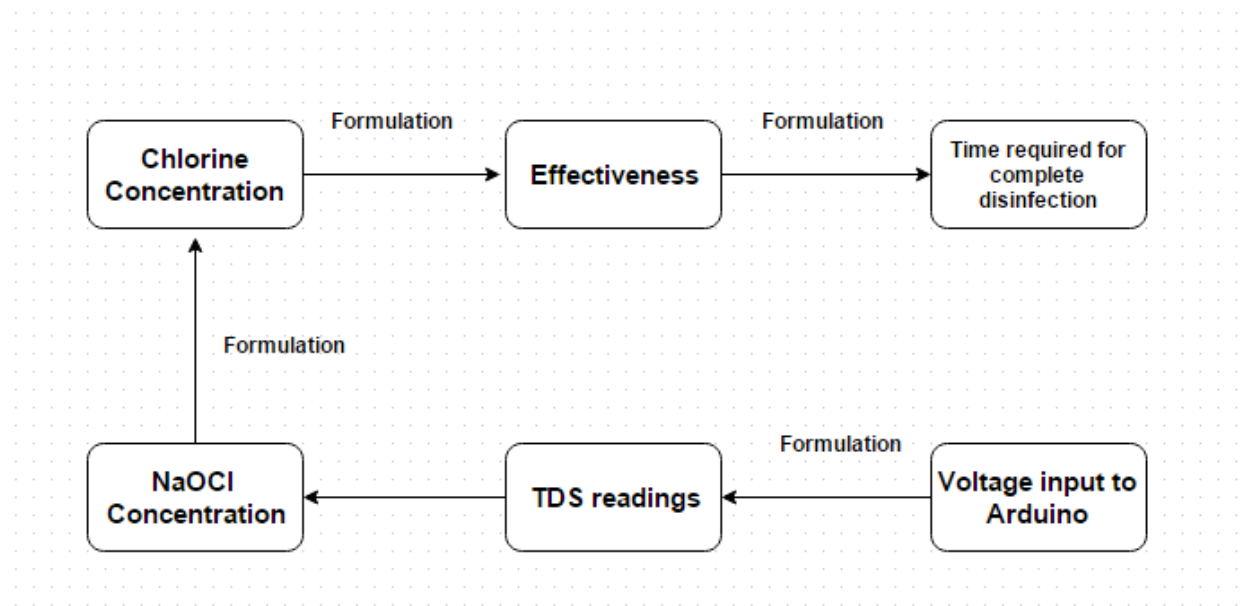 Formulation
Formulation
Chlorine
Concentration
Effectiveness
Time required for
complete
disinfection
Formulation
Formulation
NaOCl
Concentration
TDS readings
Voltage input to
Arduino